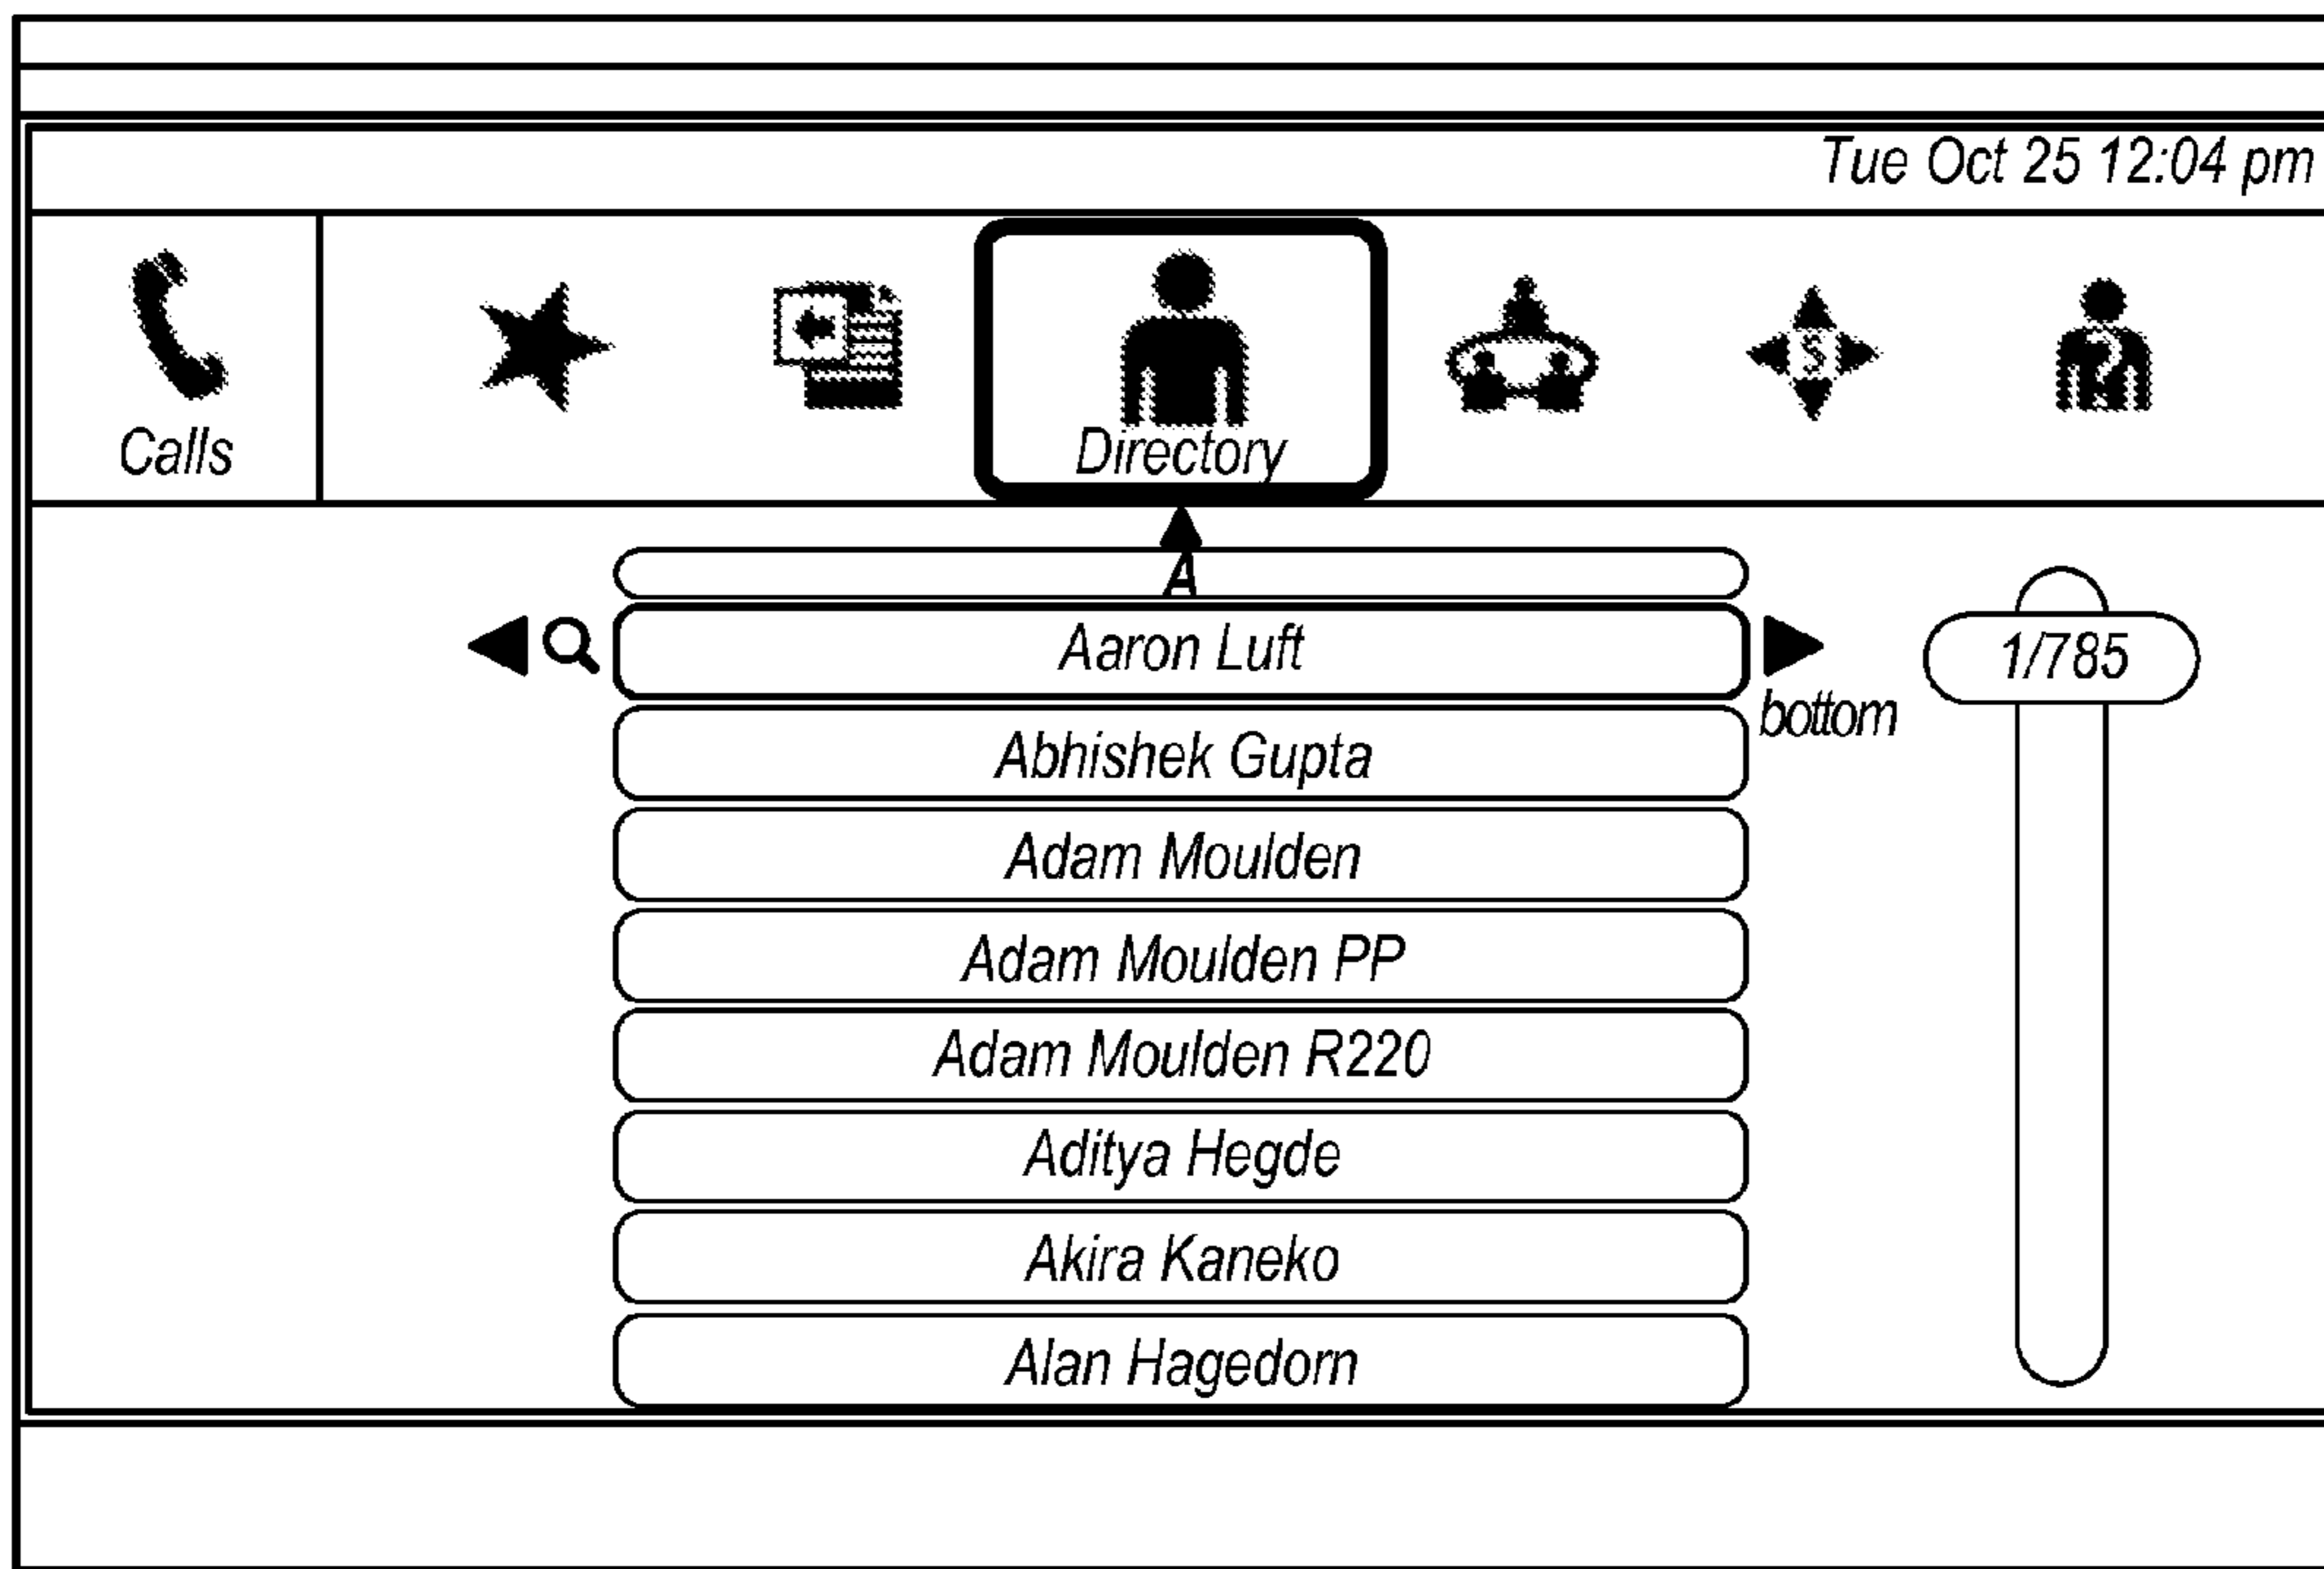 Tue Oct 25 12:04 pm
Calls
Directory
A
Aaron Luft
1/785
bottom
Abhishek Gupta
Adam Moulden
Adam Moulden PP
Adam Moulden R220
Aditya Hegde
Akira Kaneko
Alan Hagedorn